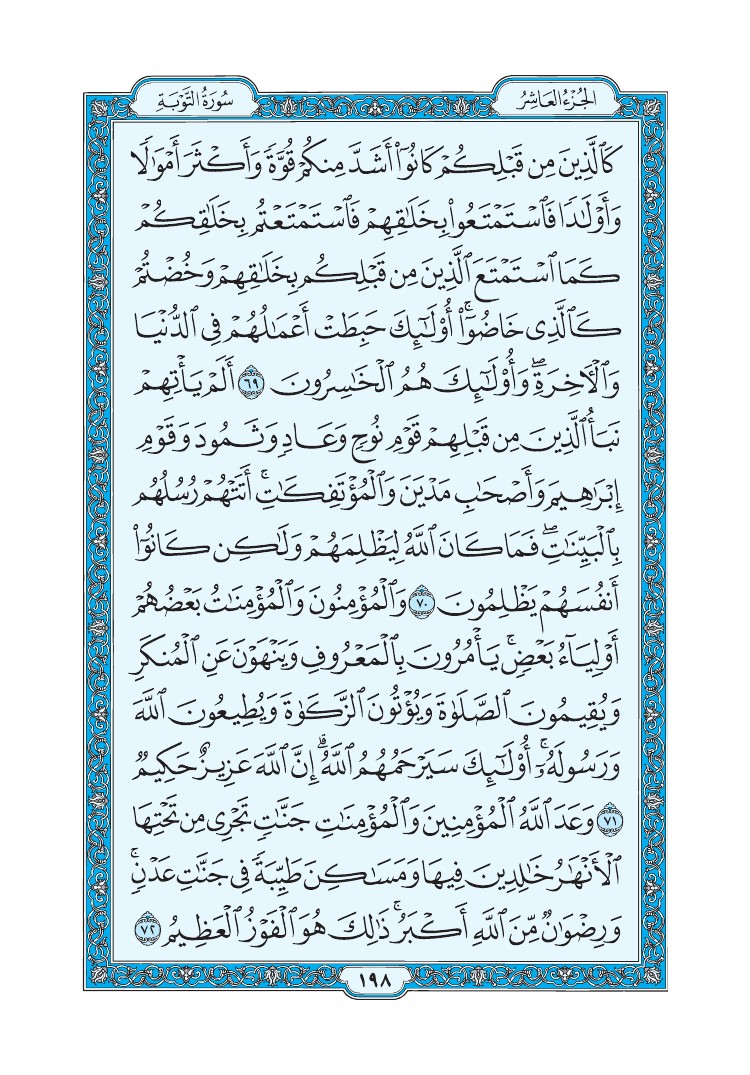 الجُزْءُ العَاشِرُ
سُورَةُ التَّوْبَةِ
كَٱلَّذِينَ مِن قَبْلِكُمْ كَانُوٓا۟ أَشَدَّ مِنكُمْ قُوَّةً وَأَكْثَرَ أَمْوَٰلًا
وَأَوْلَٰدًا فَٱسْتَمْتَعُوا۟ بِخَلَٰقِهِمْ فَٱسْتَمْتَعْتُم بِخَلَٰقِكُمْ
كَمَا ٱسْتَمْتَعَ ٱلَّذِينَ مِن قَبْلِكُم بِخَلَٰقِهِمْ وَخُضْتُمْ
كَٱلَّذِى خَاضُوٓا۟ۚ أُو۟لَٰٓئِكَ حَبِطَتْ أَعْمَٰلُهُمْ فِى ٱلدُّنْيَا
وَٱلْءَاخِرَةِۖ وَأُو۟لَٰٓئِكَ هُمُ ٱلْخَٰسِرُونَ ٦٩ أَلَمْ يَأْتِهِمْ
نَبَأُ ٱلَّذِينَ مِن قَبْلِهِمْ قَوْمِ نُوحٍ وَعَادٍ وَثَمُودَ وَقَوْمِ
إِبْرَٰهِيمَ وَأَصْحَٰبِ مَدْيَنَ وَٱلْمُؤْتَفِكَٰتِۚ أَتَتْهُمْ رُسُلُهُم
بِٱلْبَيِّنَٰتِۖ فَمَا كَانَ ٱللَّهُ لِيَظْلِمَهُمْ وَلَٰكِن كَانُوٓا۟
أَنفُسَهُمْ يَظْلِمُونَ ٧٠ وَٱلْمُؤْمِنُونَ وَٱلْمُؤْمِنَٰتُ بَعْضُهُمْ
أَوْلِيَآءُ بَعْضٍۚ يَأْمُرُونَ بِٱلْمَعْرُوفِ وَيَنْهَوْنَ عَنِ ٱلْمُنكَرِ
وَيُقِيمُونَ ٱلصَّلَوٰةَ وَيُؤْتُونَ ٱلزَّكَوٰةَ وَيُطِيعُونَ ٱللَّهَ
وَرَسُولَهُۥٓۚ أُو۟لَٰٓئِكَ سَيَرْحَمُهُمُ ٱللَّهُۗ إِنَّ ٱللَّهَ عَزِيزٌ حَكِيمٌ
٧١ وَعَدَ ٱللَّهُ ٱلْمُؤْمِنِينَ وَٱلْمُؤْمِنَٰتِ جَنَّٰتٍ تَجْرِى مِن تَحْتِهَا
ٱلْأَنْهَٰرُ خَٰلِدِينَ فِيهَا وَمَسَٰكِنَ طَيِّبَةً فِى جَنَّٰتِ عَدْنٍۚ
وَرِضْوَٰنٌ مِّنَ ٱللَّهِ أَكْبَرُۚ ذَٰلِكَ هُوَ ٱلْفَوْزُ ٱلْعَظِيمُ ٧٢
١٩٨